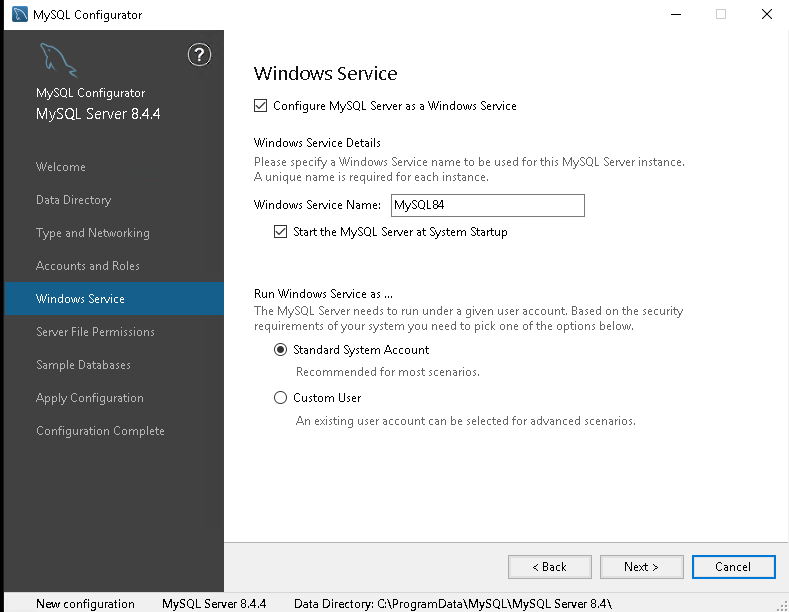 MySQL Configurator
?
MySQL Configurator
MySQL Server 8.4.4
Welcome
Data Directory
Type and Networking
Accounts and Roles
Windows Service
Server File Permissions
Sample Databases
Apply Configuration
Configuration Complete
Windows Service
Configure MySQL Server as a Windows Service
Windows Service Details
Please specify a Windows Service name to be used for this MySQL Server instance.
A unique name is required for each instance.
Windows Service Name: MySQL84
Start the MySQL Server at System Startup
Run Windows Service as ...
The MySQL Server needs to run under a given user account. Based on the security
requirements of your system you need to pick one of the options below.
Standard System Account
Recommended for most scenarios.
Custom User
An existing user account can be selected for advanced scenarios.
< Back Next > Cancel
New configuration MySQL Server 8.4.4 Data Directory: C:\ProgramData\MySQL\MySQL Server 8.4\